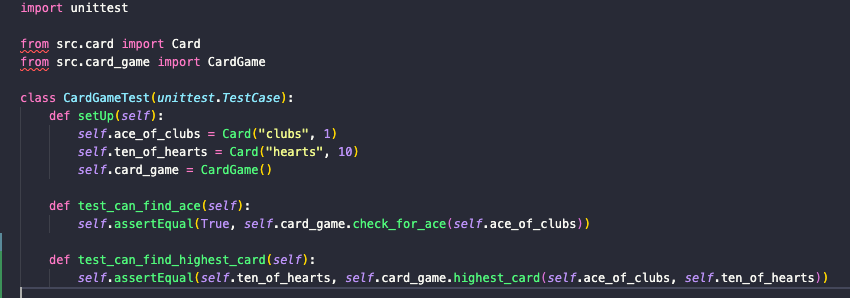 import unittest
from src.card import Card
from src.card_game import CardGame
class CardGameTest(unittest.TestCase):
def setUp(self):
self.ace_of_clubs = Card("clubs", 1)
self.ten_of_hearts = Card("hearts", 10)
self.card_game = CardGame()
def test_can_find_ace(self):
self.assertEqual(True, self.card_game.check_for_ace(self.ace_of_clubs))
def test_can_find_highest_card(self):
self.assertEqual(self.ten_of_hearts, self.card_game.highest_card(self.ace_of_clubs, self.ten_of_hearts))